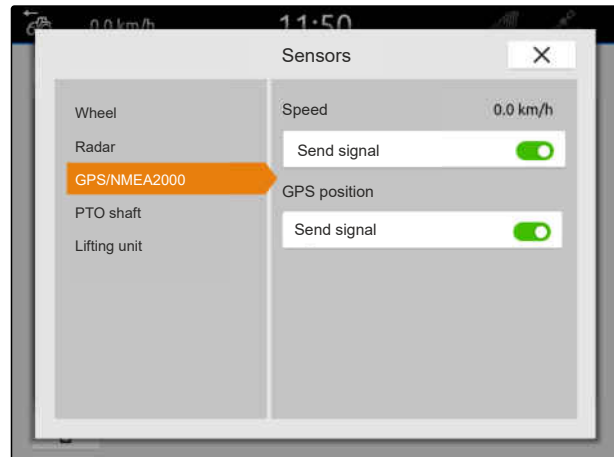 0.0 km/h 11:50
Sensors
Wheel
Radar
GPS/NMEA2000
PTO shaft
Lifting unit
Speed 0.0 km/h
Send signal
GPS position
Send signal